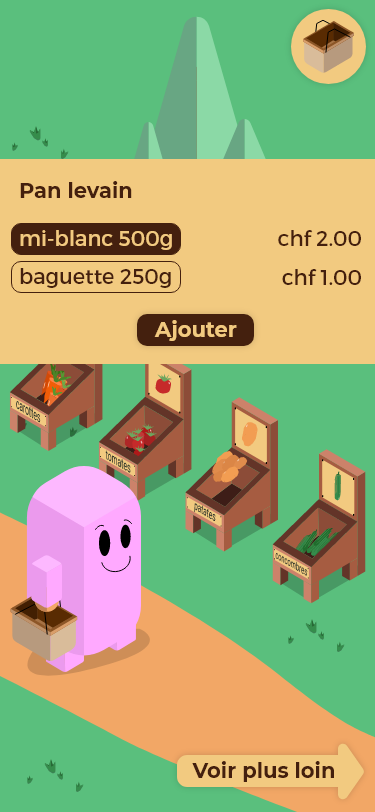 Pan levain
mi-blanc 500g chf 2.00
baguette 250g chf 1.00
Ajouter
carottes
tomates
patates
concombres
Voir plus loin